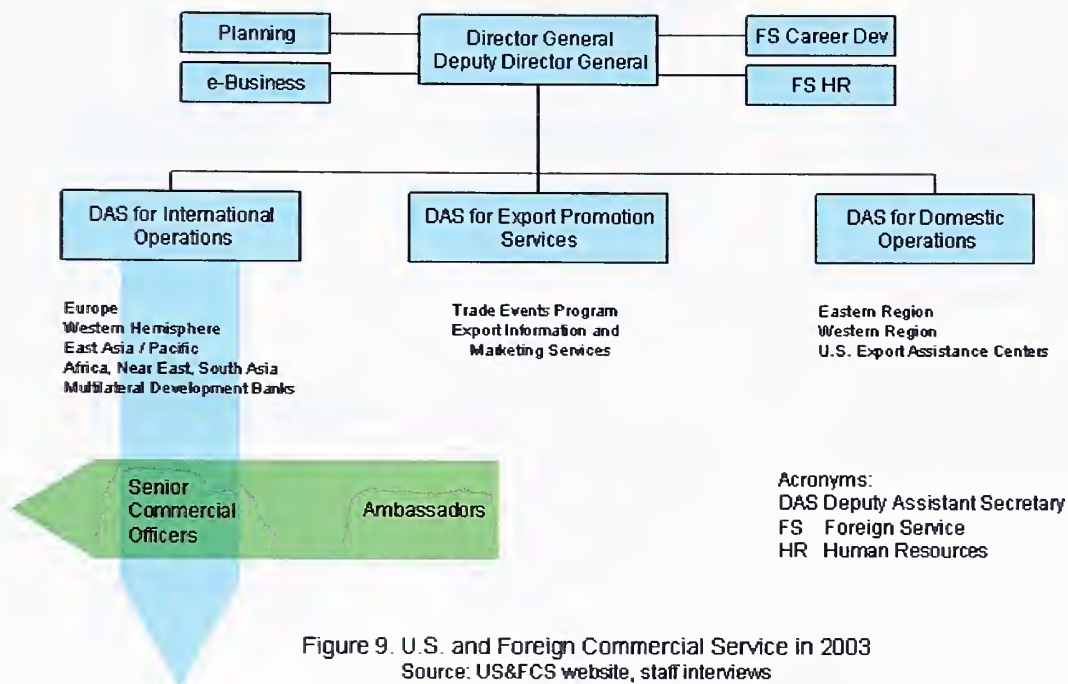 Planning
e-Business
Director General
Deputy Director General
FS Career Dev
FS HR
DAS for International
Operations
DAS for Export Promotion
Services
DAS for Domestic
Operations
Europe
Western Hemisphere
East Asia / Pacific
Africa, Near East, South Asia
Multilateral Development Banks
Trade Events Program
Export Information and
Marketing Services
Eastern Region
Western Region
U.S. Export Assistance Centers
Senior
Commercial
Officers
Ambassadors
Acronyms:
DAS Deputy Assistant Secretary
FS Foreign Service
HR Human Resources
Figure 9. U.S. and Foreign Commercial Service in 2003
Source: US&FCS website, staff interviews